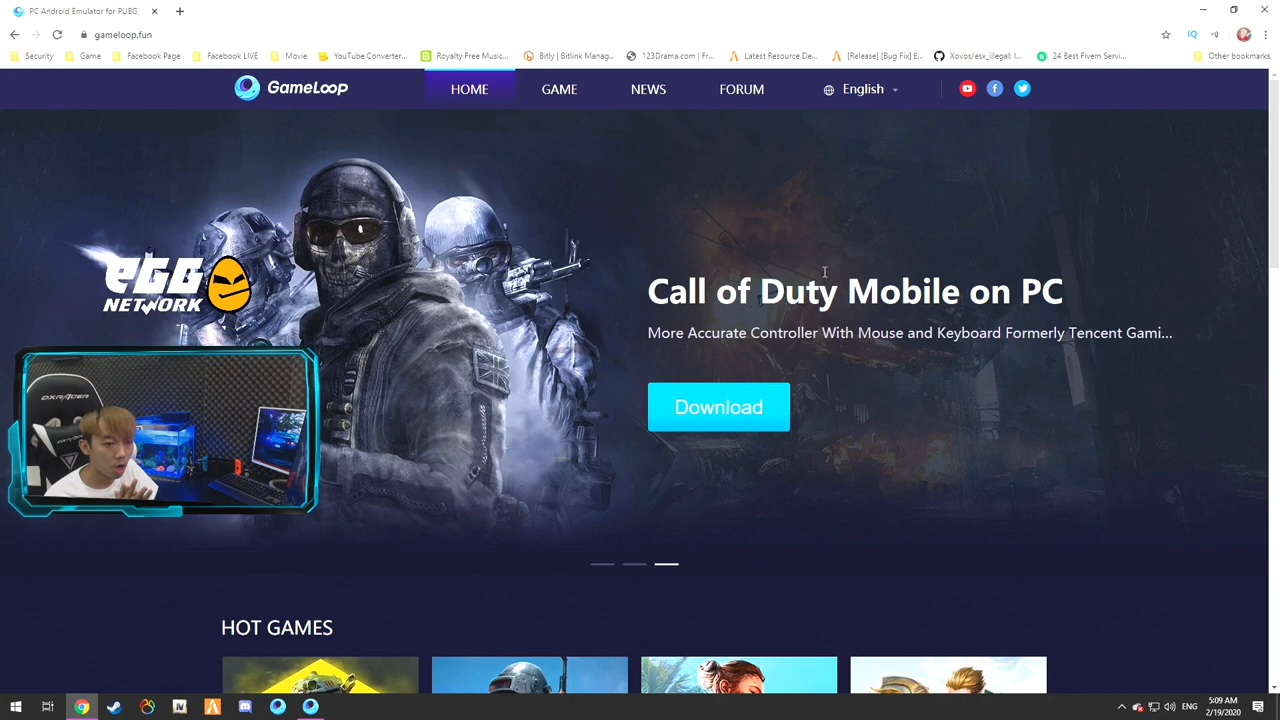 PC Android Emulator for PUBG
gameloop.fun
Security
Game
Facebook Page
Facebook LIVE
Movie
YouTube Converter...
Royalty Free Music...
Bitly | Bitlink Manag...
123Drama.com | Fr...
Latest Resource De...
[Release] [Bug Fix] E...
Xovos/esx_illegal: I...
24 Best Fivem Servi...
Other bookmarks
GameLoop
HOME
GAME
NEWS
FORUM
English
EGG
NETWORK
Call of Duty Mobile on PC
More Accurate Controller With Mouse and Keyboard Formerly Tencent Gami...
Download
DXRACER
HOT GAMES
ENG
5:09 AM
2/19/2020